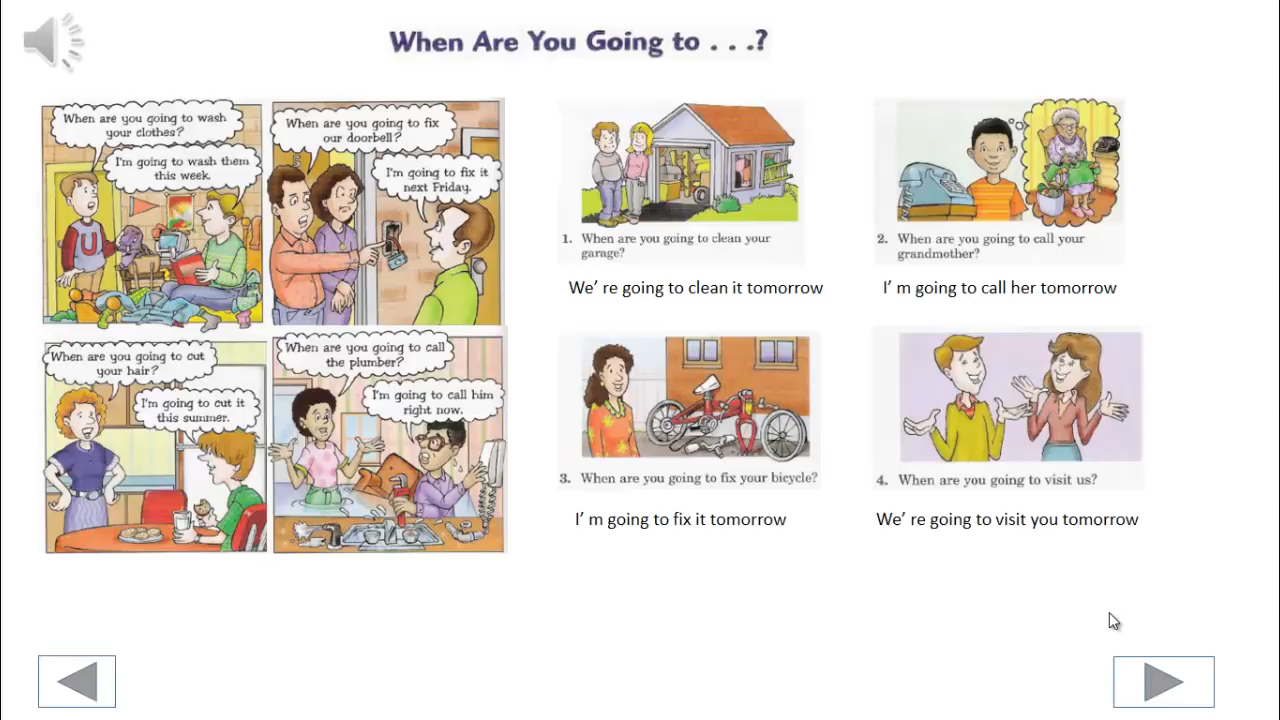 When Are You Going to . . .?
When are you going to wash
your clothes?
I'm going to wash them
this week.
When are you going to fix
our doorbell?
I'm going to fix it
next Friday.
When are you going to cut
your hair?
I'm going to cut it
this summer.
When are you going to call
the plumber?
I'm going to call him
right now.
U
1. When are you going to clean your
garage?
We' re going to clean it tomorrow
2. When are you going to call your
grandmother?
I' m going to call her tomorrow
3. When are you going to fix your bicycle?
I' m going to fix it tomorrow
4. When are you going to visit us?
We' re going to visit you tomorrow